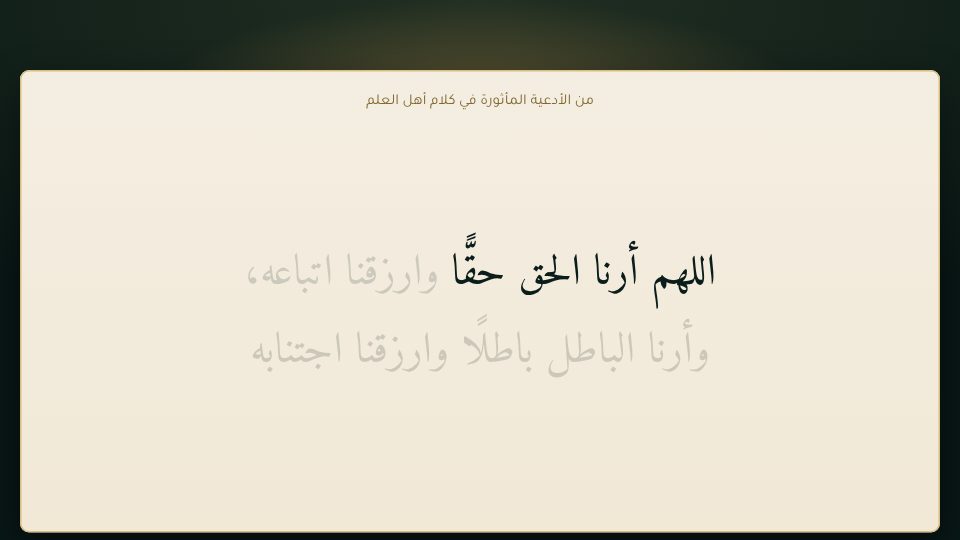 من الأدعية المأثورة في كلام أهل العلم
اللهم أرنا الحق حقًّا وارزقنا اتباعه،
وأرنا الباطل باطلًا وارزقنا اجتنابه